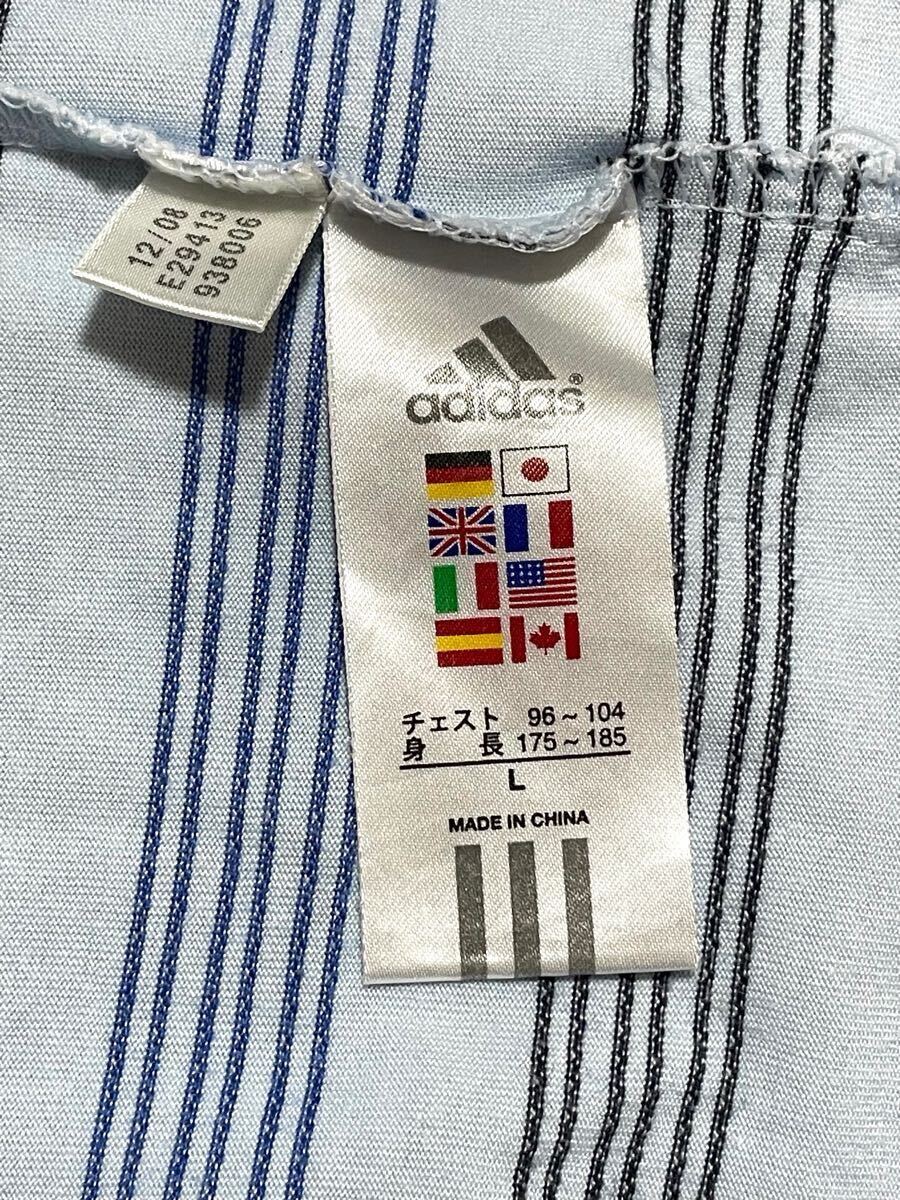 12/08
E29413
938006
adidas®
チェスト 96~104
身 長 175~185
L
MADE IN CHINA